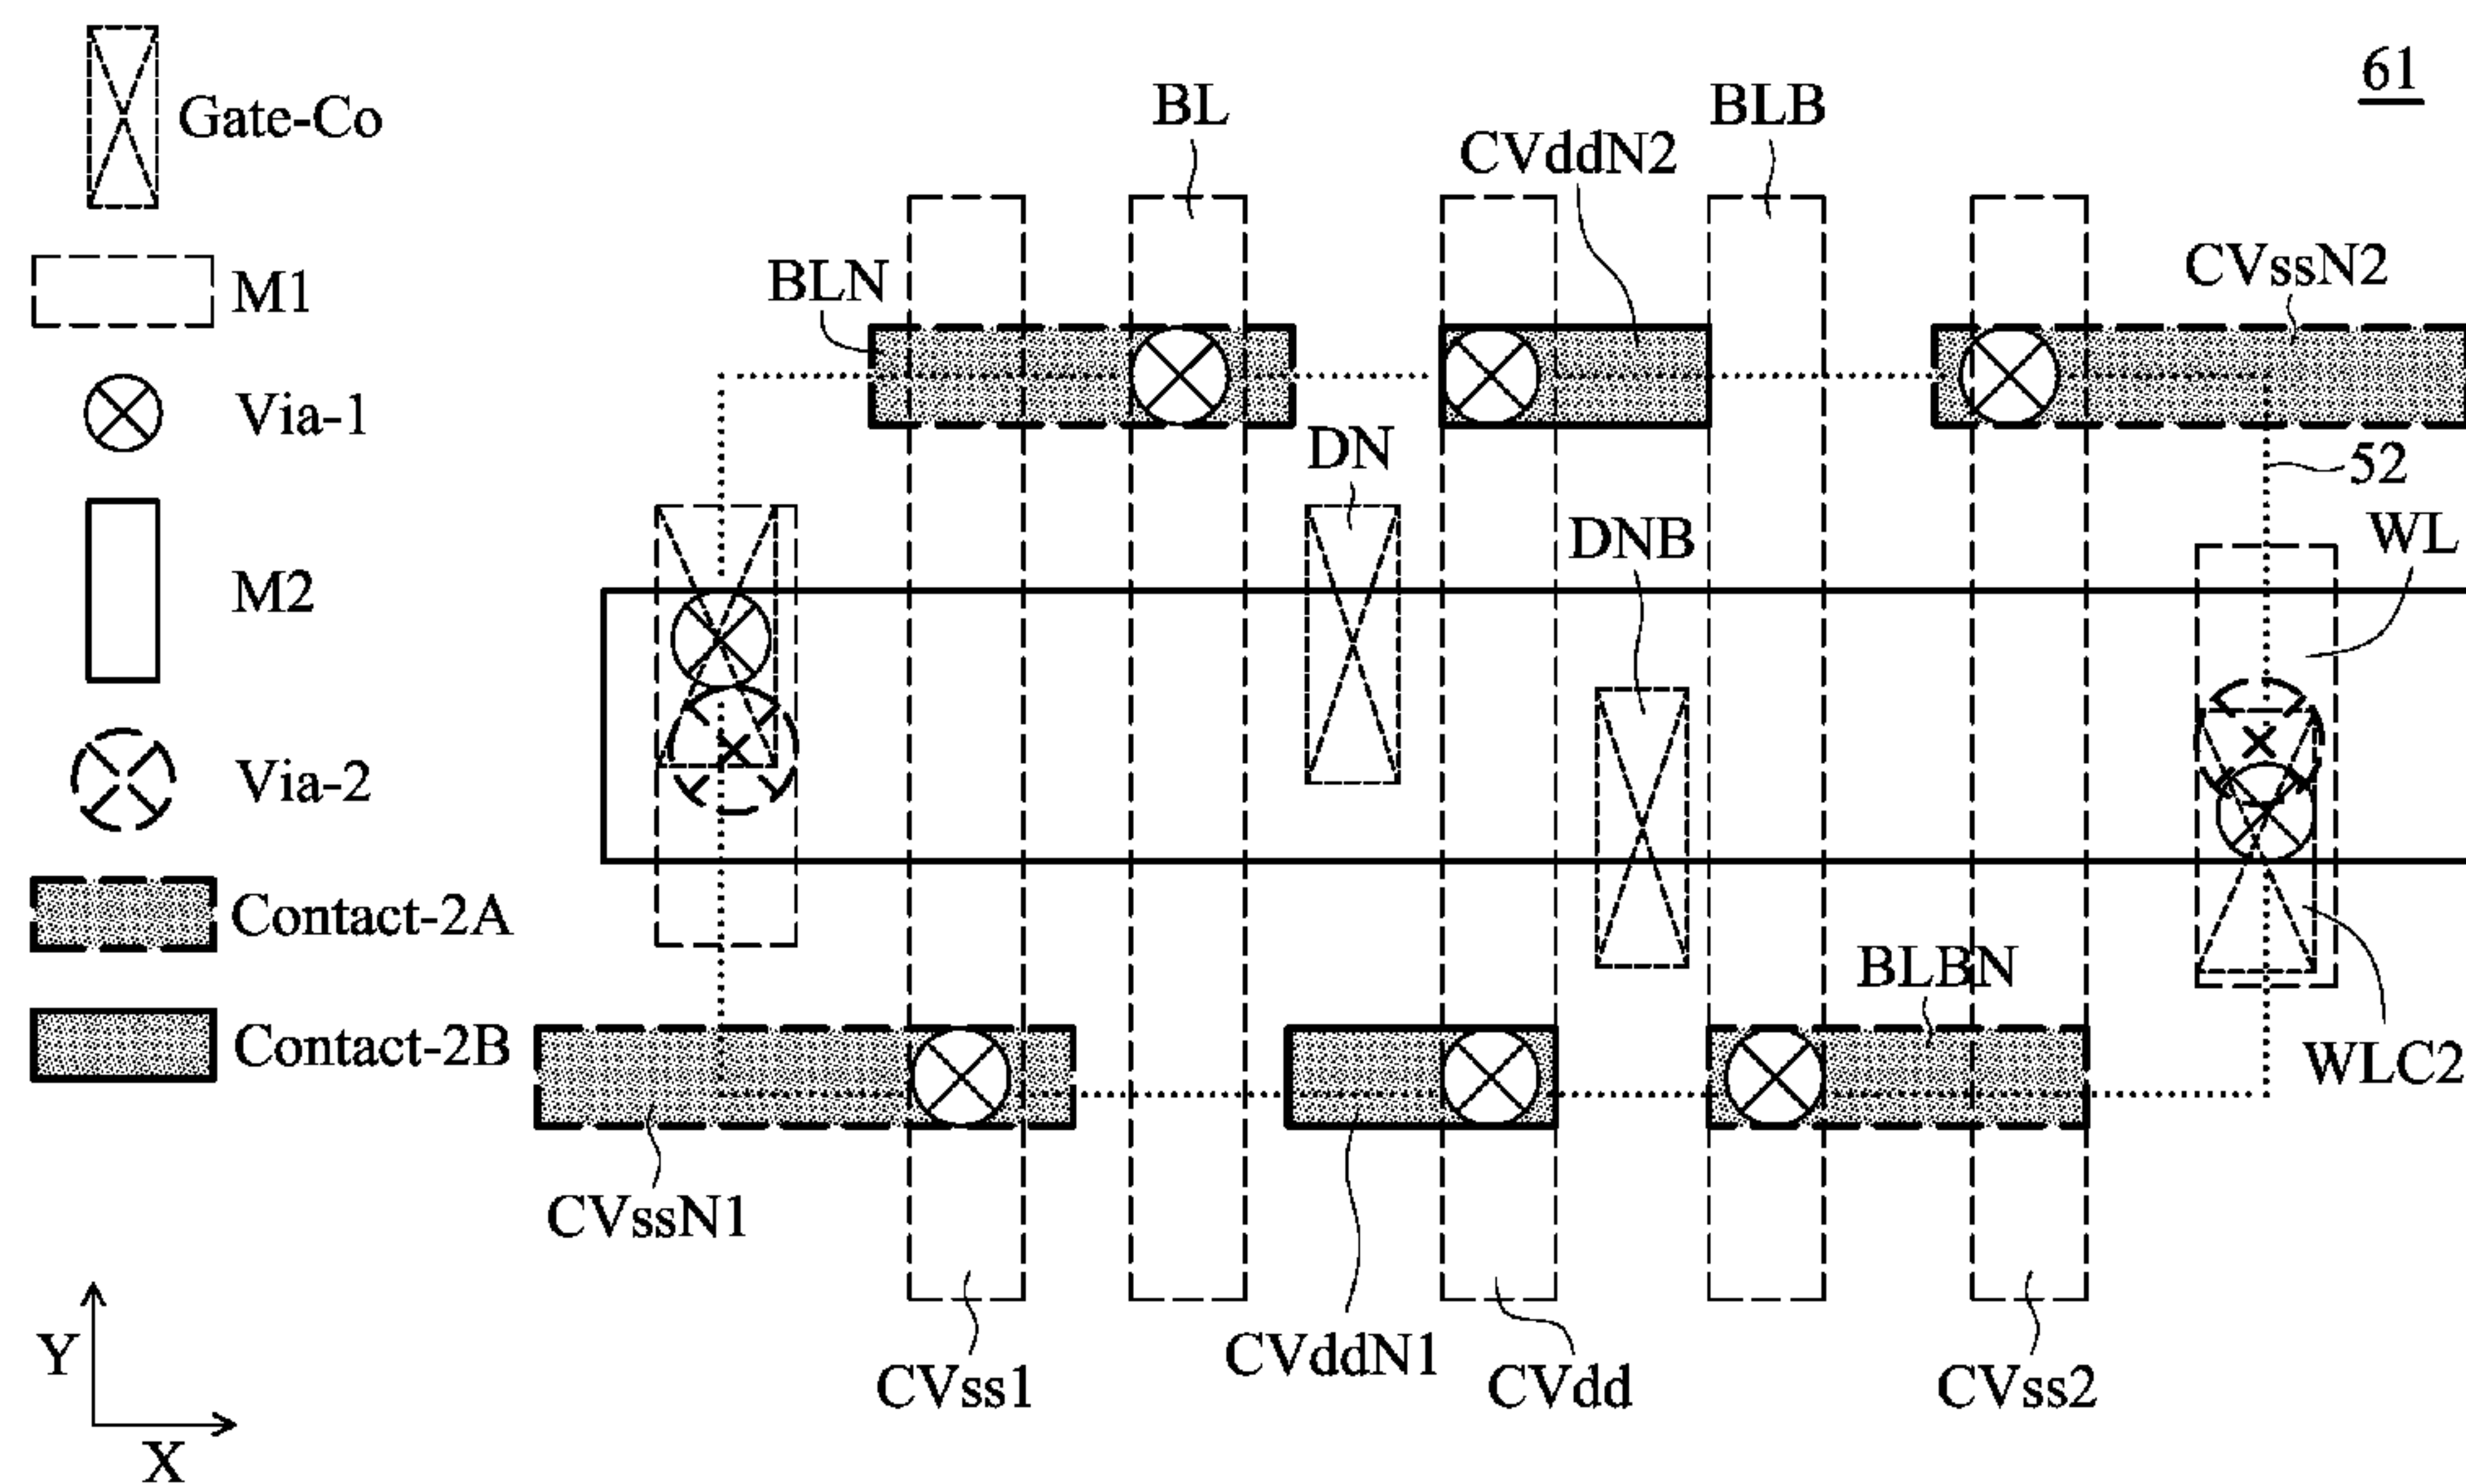 Gate-Co
M1
Via-1
M2
Via-2
Contact-2A
Contact-2B
Y
X
61
BL
BLB
CVddN2
BLN
CVssN2
DN
52
DNB
WL
BLBN
WLC2
CVssN1
CVss1
CVddN1
CVdd
CVss2